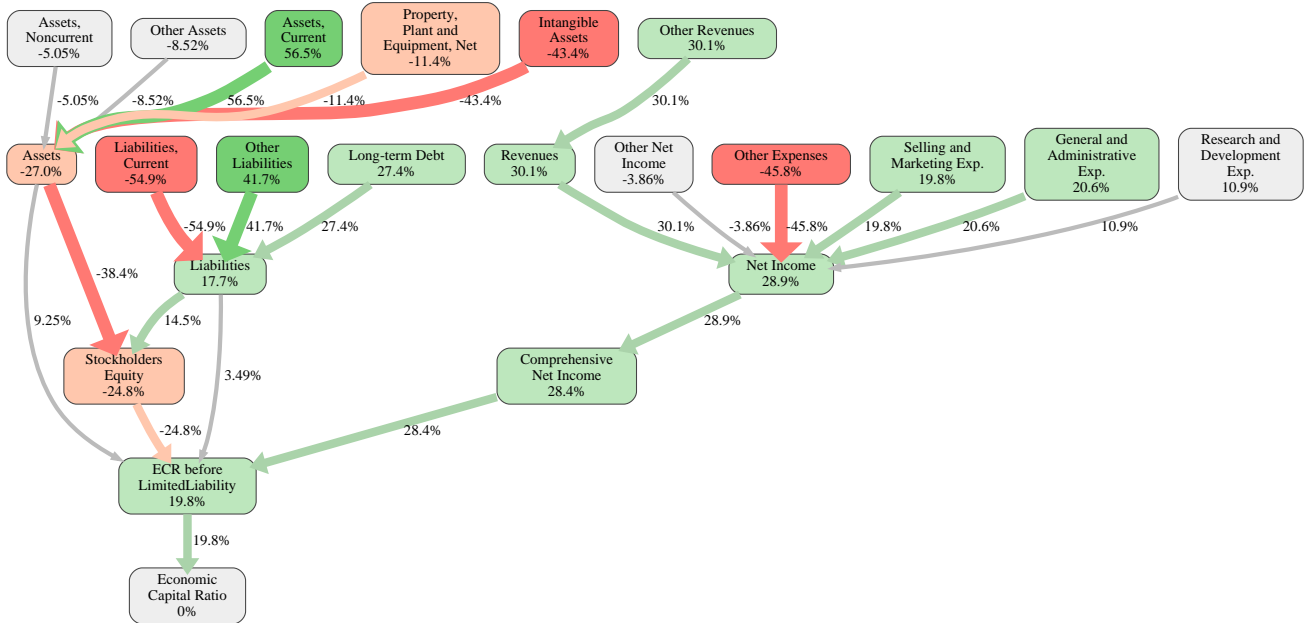 Assets,
Noncurrent
-5.05%
Other Assets
-8.52%
Assets,
Current
56.5%
Property,
Plant and
Equipment, Net
-11.4%
Intangible
Assets
-43.4%
Other Revenues
30.1%
-5.05%
-8.52%
56.5%
-11.4%
-43.4%
30.1%
Assets
-27.0%
Liabilities,
Current
-54.9%
Other
Liabilities
41.7%
Long-term Debt
27.4%
Revenues
30.1%
Other Net
Income
-3.86%
Other Expenses
-45.8%
Selling and
Marketing Exp.
19.8%
General and
Administrative
Exp.
20.6%
Research and
Development
Exp.
10.9%
-54.9%
41.7%
27.4%
30.1%
-3.86%
-45.8%
19.8%
20.6%
10.9%
-38.4%
Liabilities
17.7%
Net Income
28.9%
9.25%
14.5%
28.9%
Stockholders
Equity
-24.8%
3.49%
Comprehensive
Net Income
28.4%
-24.8%
28.4%
ECR before
LimitedLiability
19.8%
19.8%
Economic
Capital Ratio
0%